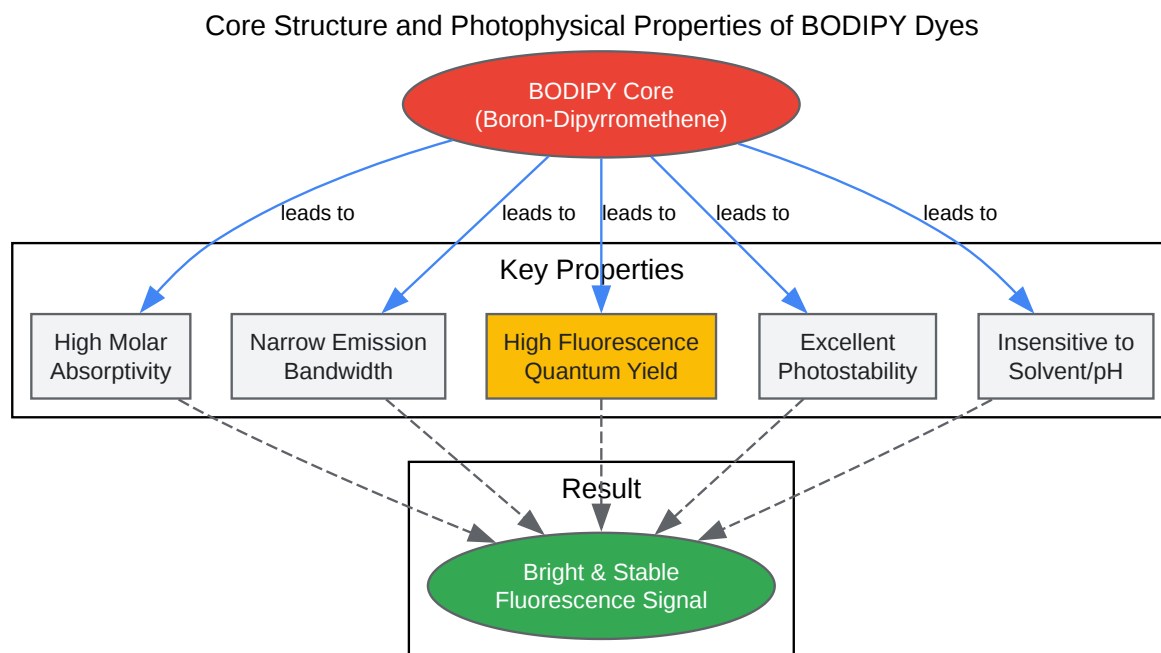 Core Structure and Photophysical Properties of BODIPY Dyes
BODIPY Core
(Boron-Dipyrromethene)
leads to
leads to
leads to
leads to
leads to
Key Properties
High Molar
Absorptivity
Narrow Emission
Bandwidth
High Fluorescence
Quantum Yield
Excellent
Photostability
Insensitive to
Solvent/pH
Result
Bright & Stable
Fluorescence Signal